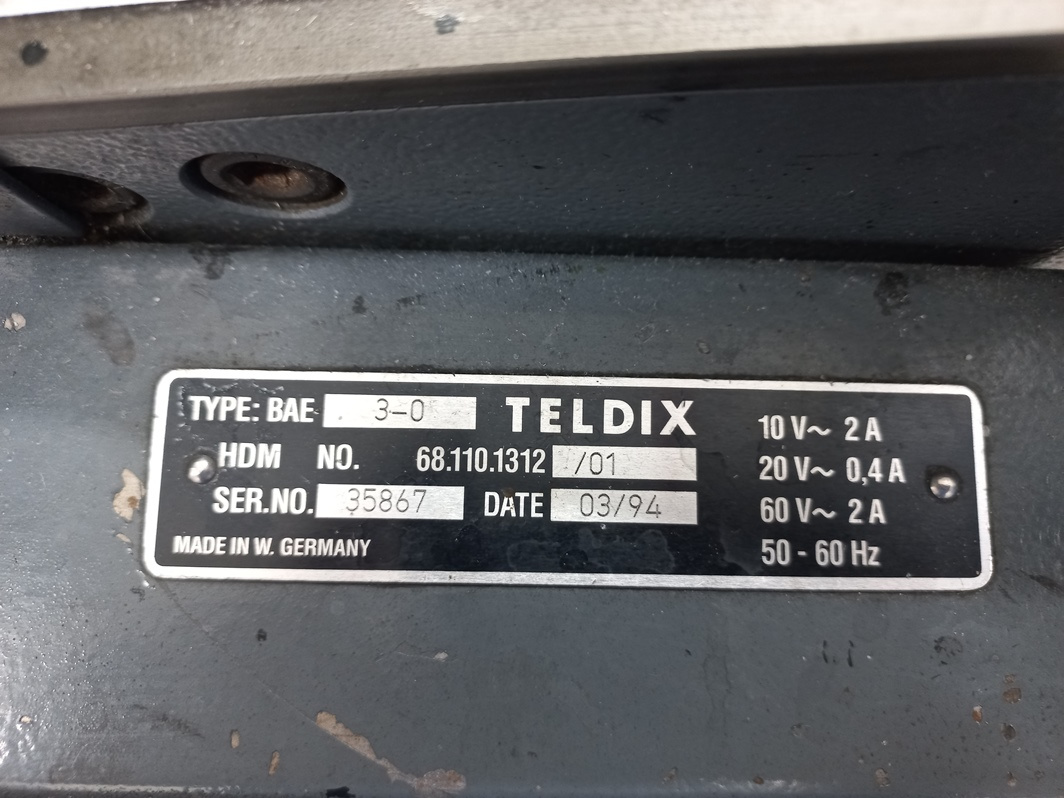 TYPE: BAE 3-0 TELDIX
HDM NO. 68.110.1312 /01
SER.NO. 35867 DATE 03/94
MADE IN W. GERMANY
10 V~ 2 A
20 V~ 0,4 A
60 V~ 2 A
50 - 60 Hz